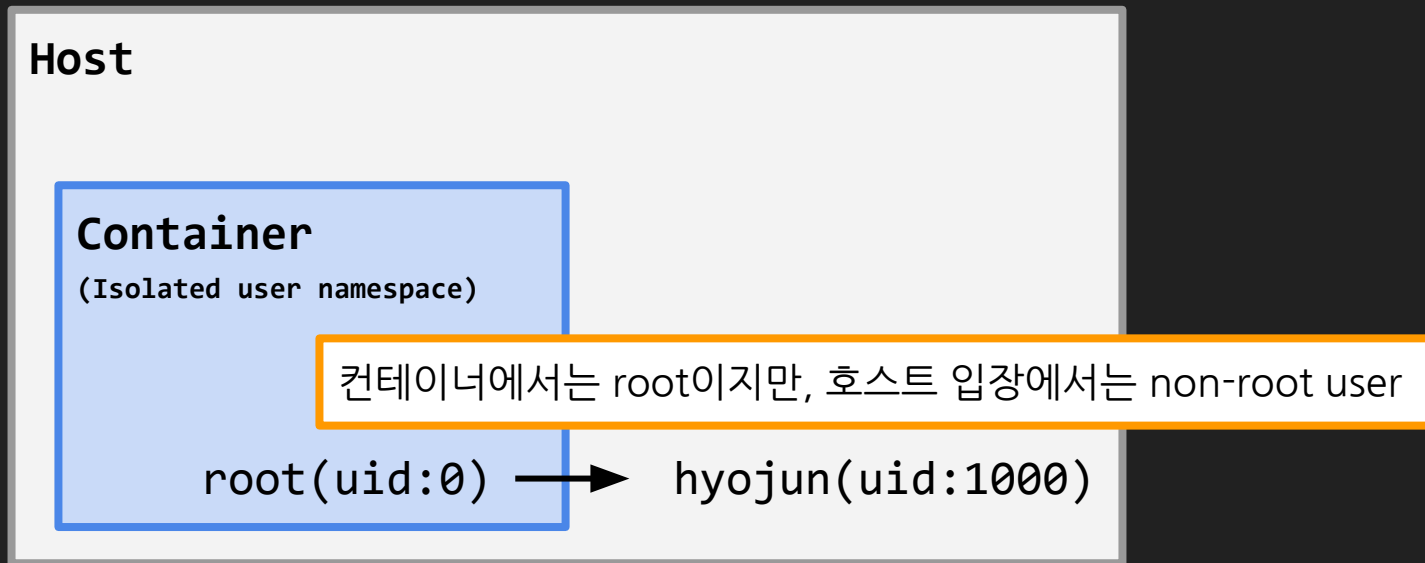 Host
Container
(Isolated user namespace)
컨테이너에서는 root이지만, 호스트 입장에서는 non-root user
root(uid:0) hyojun(uid:1000)